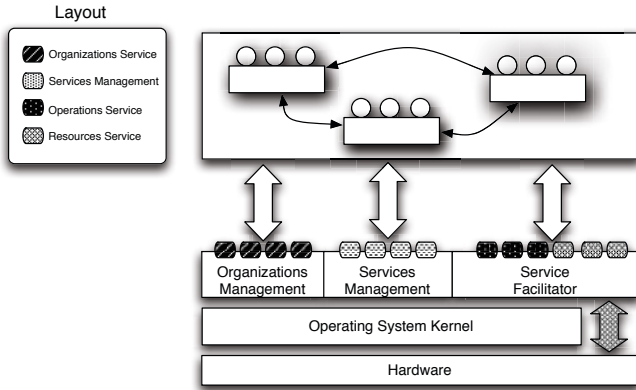 Layout
Organizations Service
Services Management
Operations Service
Resources Service
Organizations
Management
Services
Management
Service
Facilitator
Operating System Kernel
Hardware